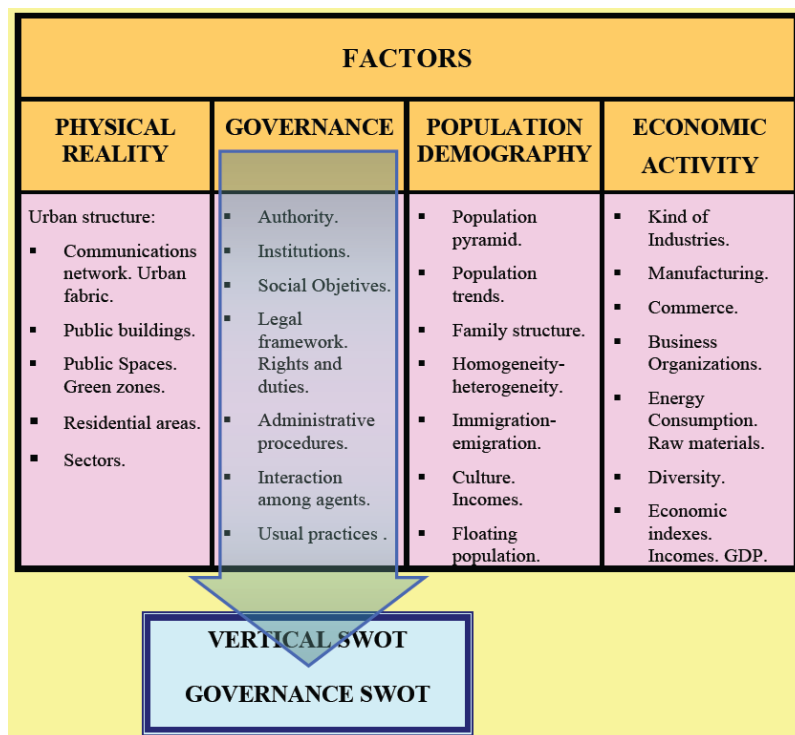 FACTORS
PHYSICAL
REALITY
GOVERNANCE
POPULATION
DEMOGRAPHY
ECONOMIC
ACTIVITY
Urban structure:
▪ Communications
network. Urban
fabric.
▪ Public buildings.
▪ Public Spaces.
Green zones.
▪ Residential areas.
▪ Sectors.
▪ Authority.
▪ Institutions.
▪ Social Objetives.
▪ Legal
framework.
Rights and
duties.
▪ Administrative
procedures.
▪ Interaction
among agents.
▪ Usual practices .
▪ Population
pyramid.
▪ Population
trends.
▪ Family structure.
▪ Homogeneity-
heterogeneity.
▪ Immigration-
emigration.
▪ Culture.
Incomes.
▪ Floating
population.
▪ Kind of
Industries.
▪ Manufacturing.
▪ Commerce.
▪ Business
Organizations.
▪ Energy
Consumption.
Raw materials.
▪ Diversity.
▪ Economic
indexes.
Incomes. GDP.
VERTICAL SWOT
GOVERNANCE SWOT